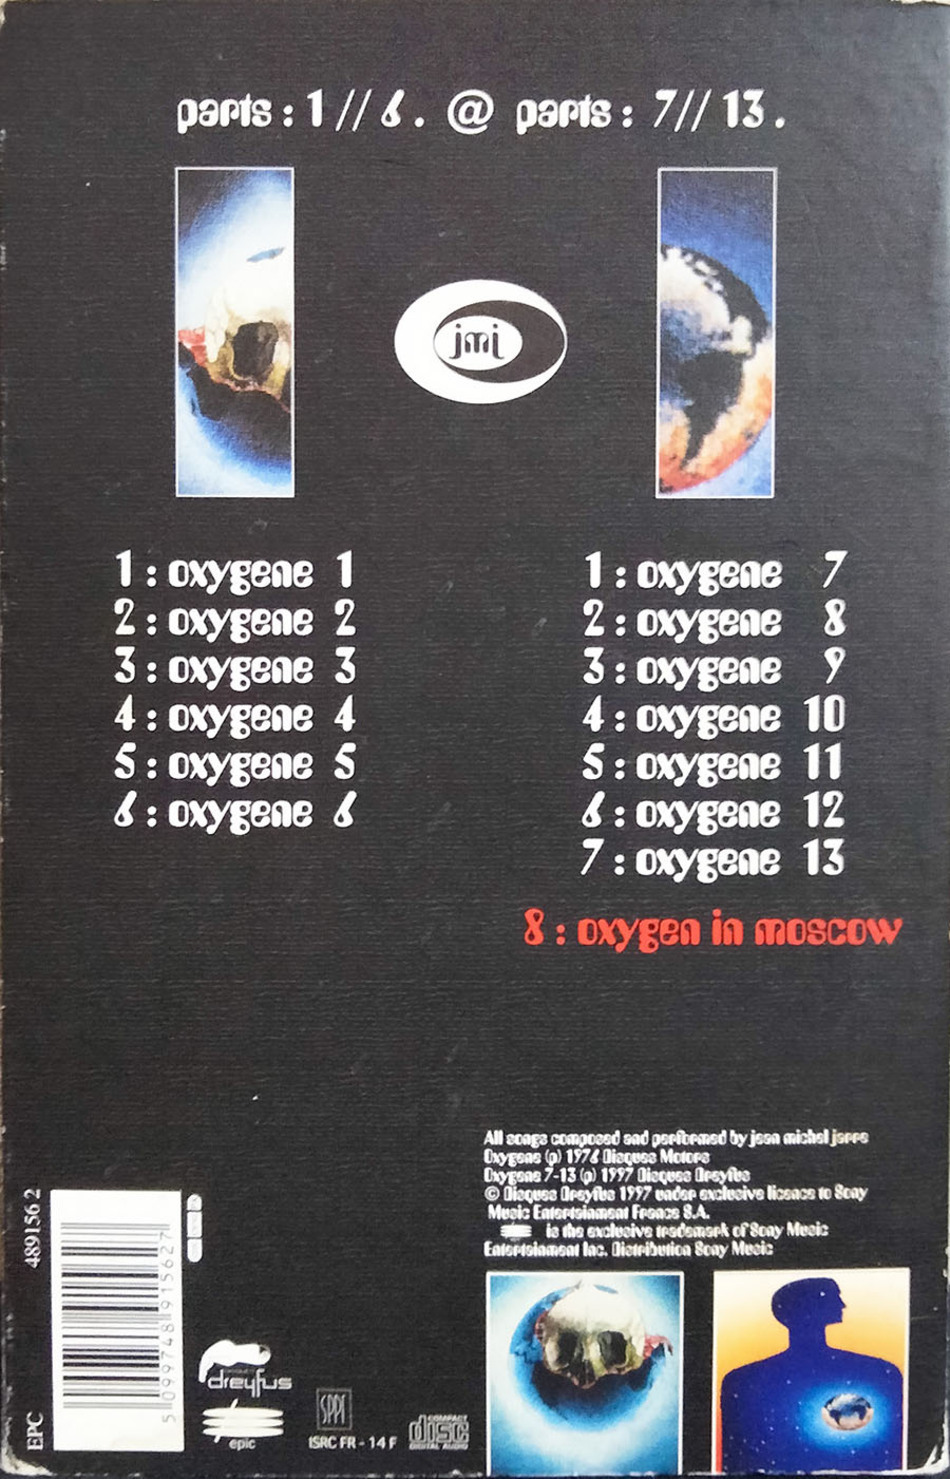 parts : 1 // 6 . @ parts : 7// 13 .
jmj
1 : oxygene 1
2 : oxygene 2
3 : oxygene 3
4 : oxygene 4
5 : oxygene 5
6 : oxygene 6
1 : oxygene 7
2 : oxygene 8
3 : oxygene 9
4 : oxygene 10
5 : oxygene 11
6 : oxygene 12
7 : oxygene 13
8 : oxygen in moscow
All songs composed and performed by jean michel jarre
Oxygene (p) 1976 Disques Motors
Oxygene 7-13 (p) 1997 Disques Dreyfus
© Disques Dreyfus 1997 under exclusive licence to Sony
Music Entertainment France S.A.
is the exclusive trademark of Sony Music
Entertainment Inc. Distribution Sony Music
EPC 489156 2
5 099748 915627
dreyfus
epic
SPPF
ISRC FR - 14 F
COMPACT
disc
DIGITAL AUDIO